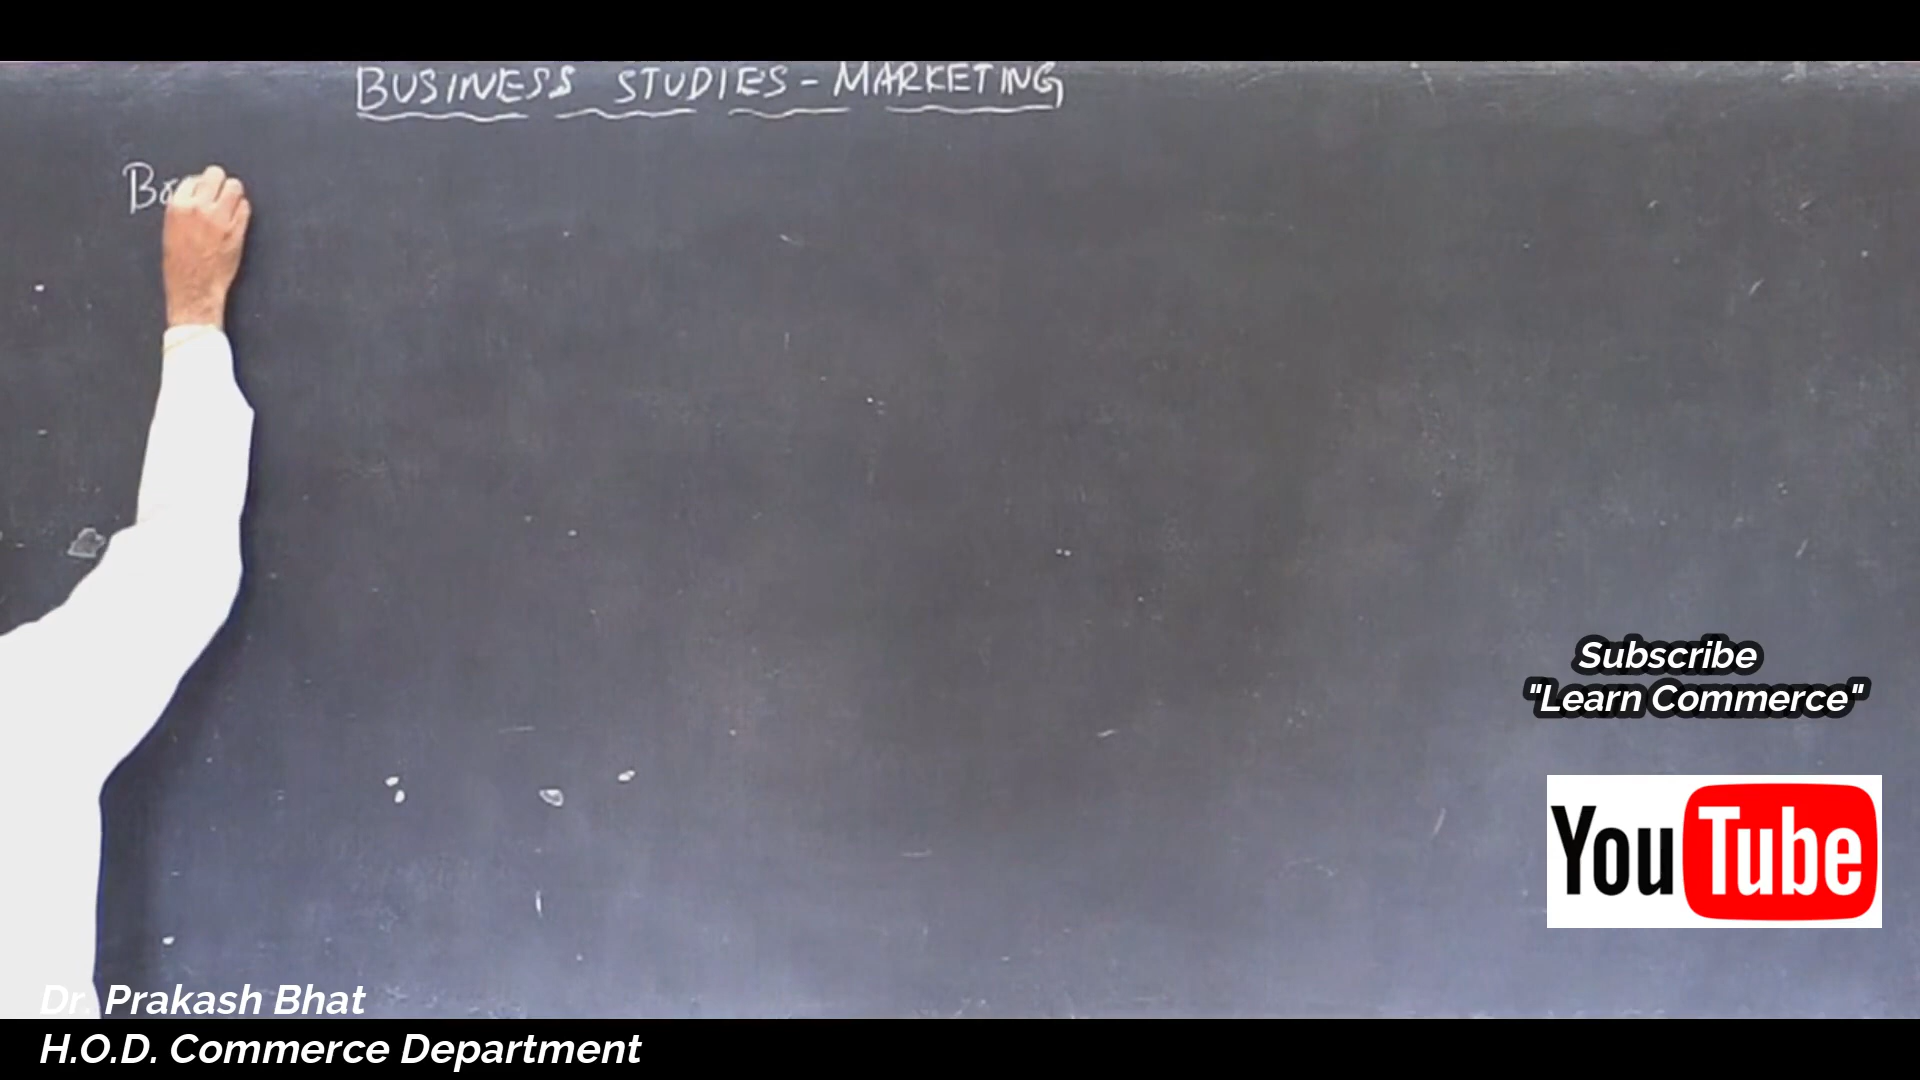 BUSINESS STUDIES - MARKETING
Subscribe
"Learn Commerce"
YouTube
Dr. Prakash Bhat
H.O.D. Commerce Department